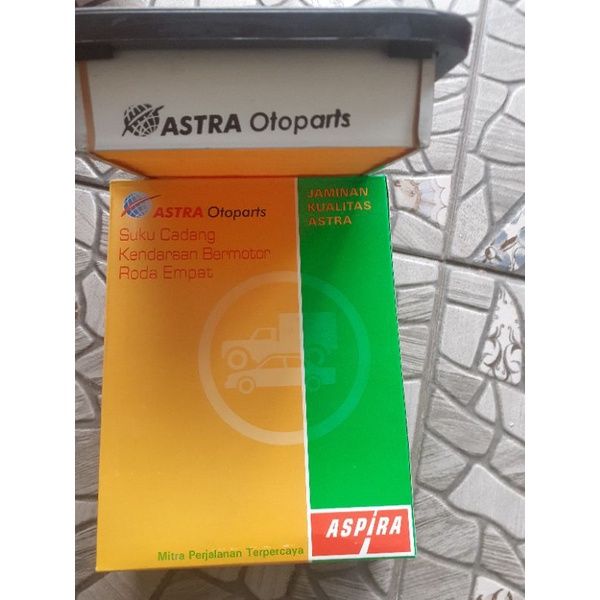 ASTRA Otoparts
ASTRA Otoparts
Suku Cadang
Kendaraan Bermotor
Roda Empat
JAMINAN
KUALITAS
ASTRA
ASPIRA
Mitra Perjalanan Terpercaya